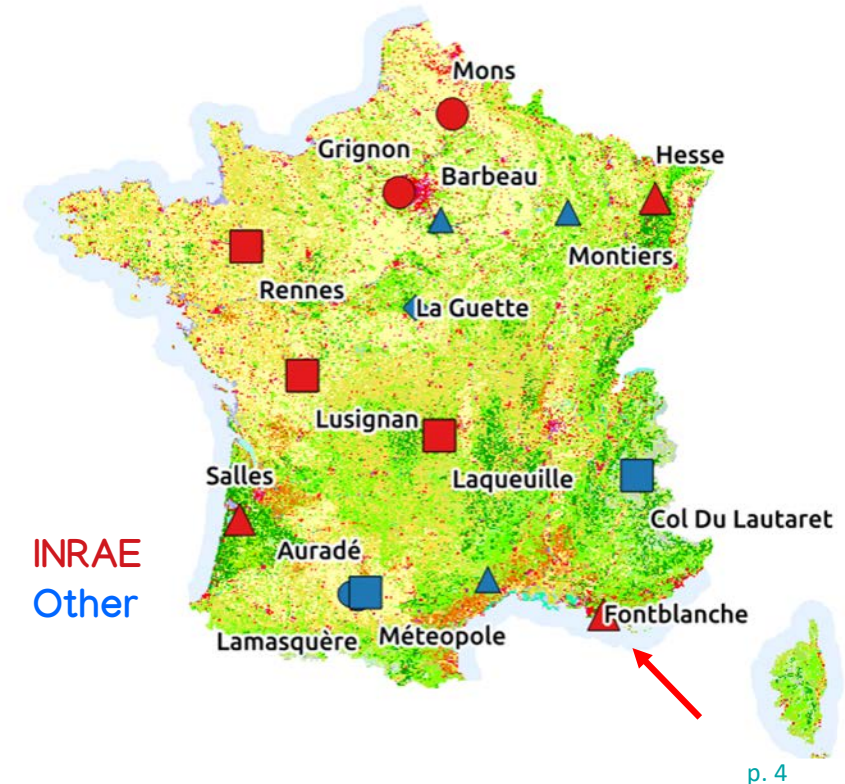 Mons
Grignon
Hesse
Barbeau
Montiers
Rennes
La Guette
Lusignan
Salles
Laqueuille
Col Du Lautaret
INRAE
Auradé
Other
Fontblanche
Lamasquère
Méteopole
p. 4